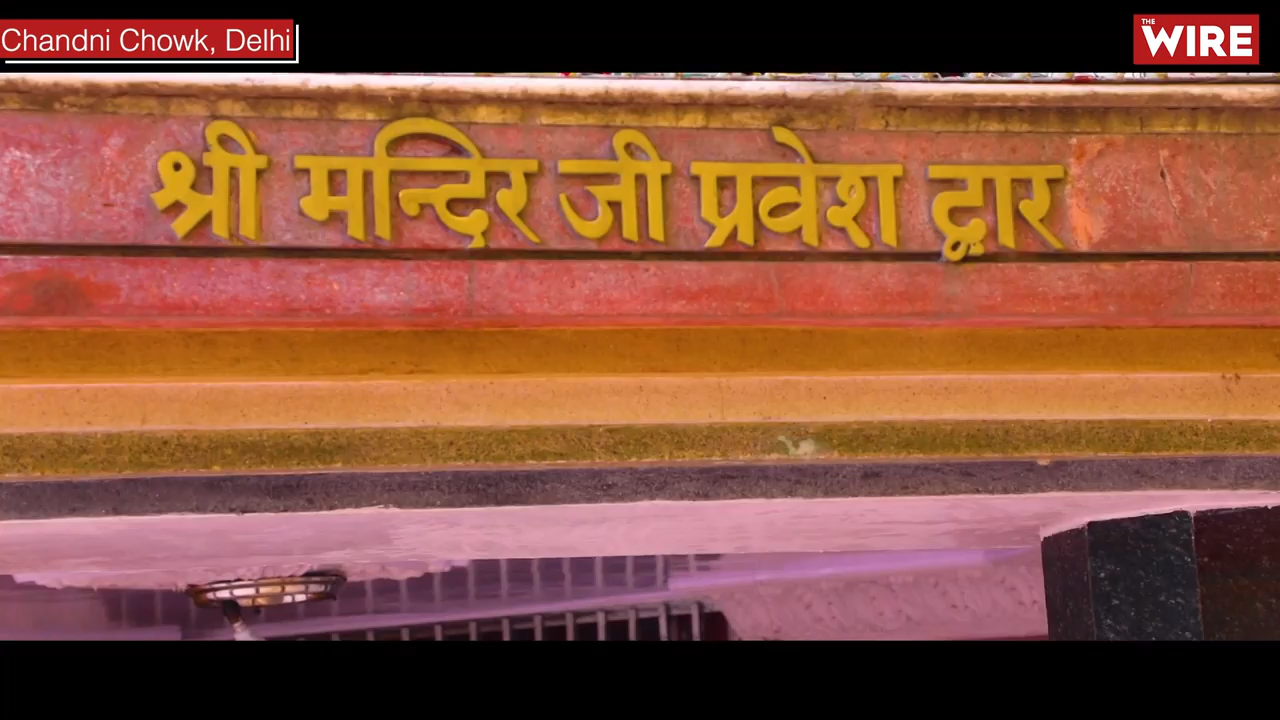 Chandni Chowk, Delhi
THE WIRE
श्री मन्दिर जी प्रवेश द्वार